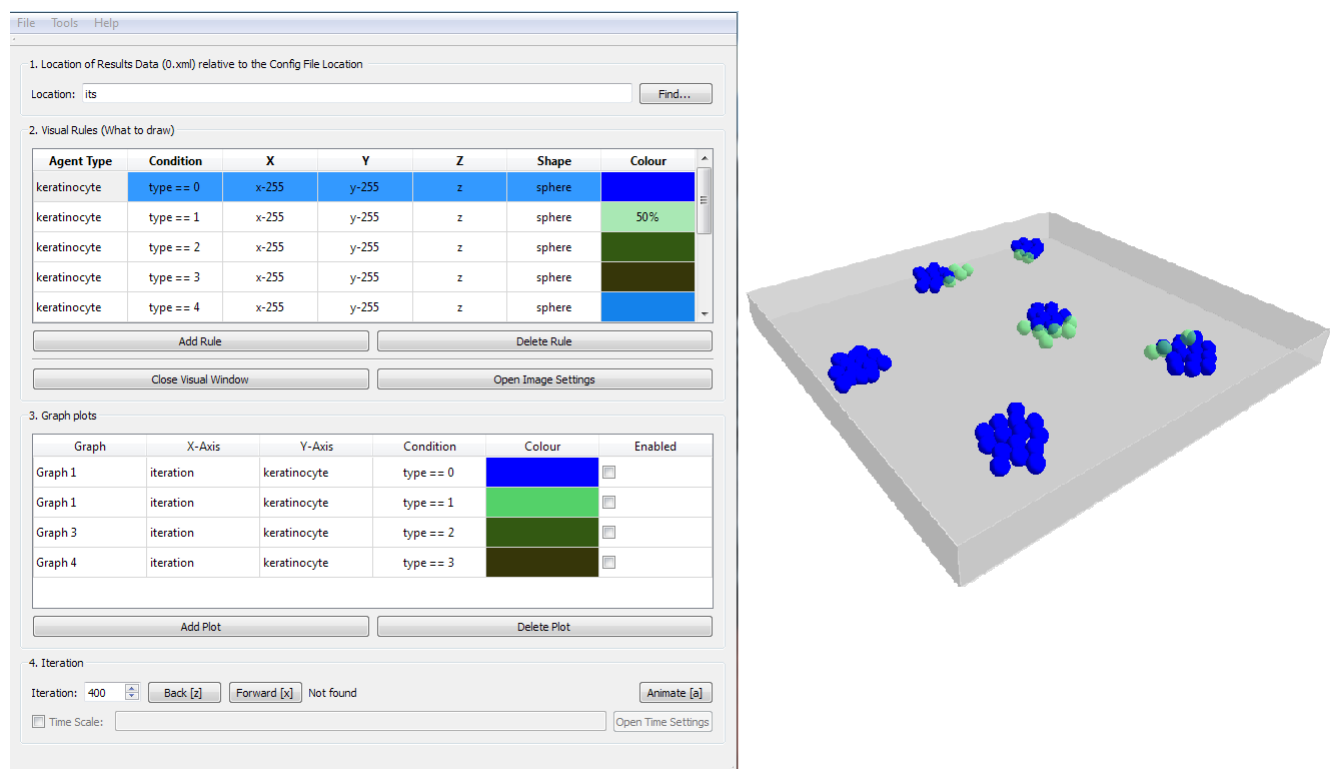 File Tools Help
1. Location of Results Data (0.xml) relative to the Config File Location
Location: its Find...
2. Visual Rules (What to draw)
Agent Type Condition X Y Z Shape Colour
keratinocyte type == 0 x-255 y-255 z sphere
keratinocyte type == 1 x-255 y-255 z sphere 50%
keratinocyte type == 2 x-255 y-255 z sphere
keratinocyte type == 3 x-255 y-255 z sphere
keratinocyte type == 4 x-255 y-255 z sphere
Add Rule Delete Rule
Close Visual Window Open Image Settings
3. Graph plots
Graph X-Axis Y-Axis Condition Colour Enabled
Graph 1 iteration keratinocyte type == 0
Graph 1 iteration keratinocyte type == 1
Graph 3 iteration keratinocyte type == 2
Graph 4 iteration keratinocyte type == 3
Add Plot Delete Plot
4. Iteration
Iteration: 400 Back [z] Forward [x] Not found Animate [a]
Time Scale: Open Time Settings